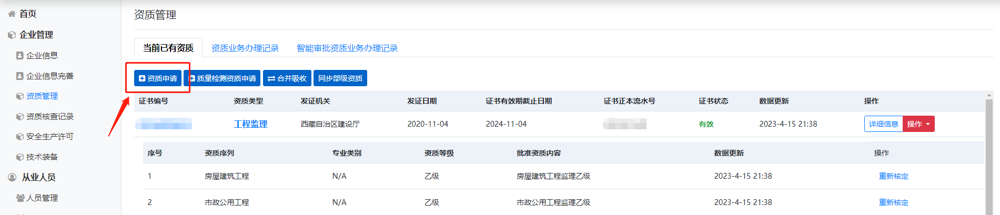 首页
企业管理
企业信息
企业信息完善
资质管理
资质核查记录
安全生产许可
技术装备
从业人员
人员管理
资质管理
当前已有资质 资质业务办理记录 智能审批资质业务办理记录
资质申请 质量检测资质申请 合并吸收 同步部级资质
证书编号 资质类型 发证机关 发证日期 证书有效期截止日期 证书正本流水号 证书状态 数据更新 操作
工程监理 西藏自治区建设厅 2020-11-04 2024-11-04 有效 2023-4-15 21:38 详细信息 操作
序号 资质序列 专业类别 资质等级 批准资质内容 数据更新 操作
1 房屋建筑工程 N/A 乙级 房屋建筑工程监理乙级 2023-4-15 21:38 重新核定
2 市政公用工程 N/A 乙级 市政公用工程监理乙级 2023-4-15 21:38 重新核定